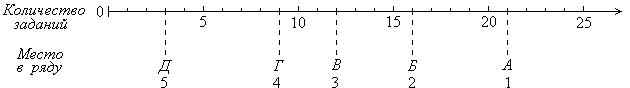 Количество
заданий
0 5 10 15 20 25
Место
в ряду
Д Г В Б А
5 4 3 2 1